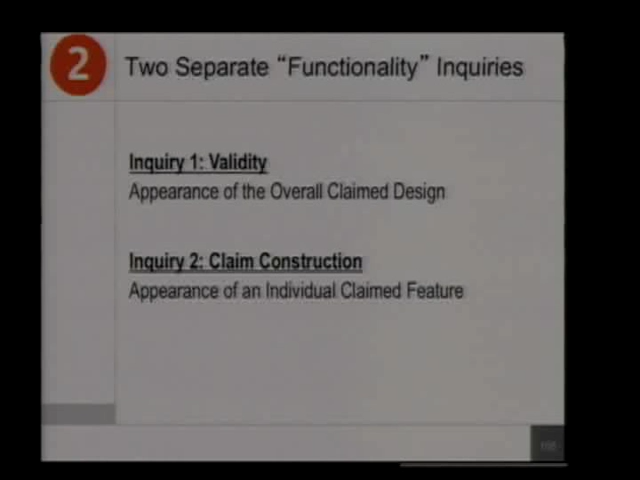 2
Two Separate “Functionality” Inquiries
Inquiry 1: Validity
Appearance of the Overall Claimed Design
Inquiry 2: Claim Construction
Appearance of an Individual Claimed Feature